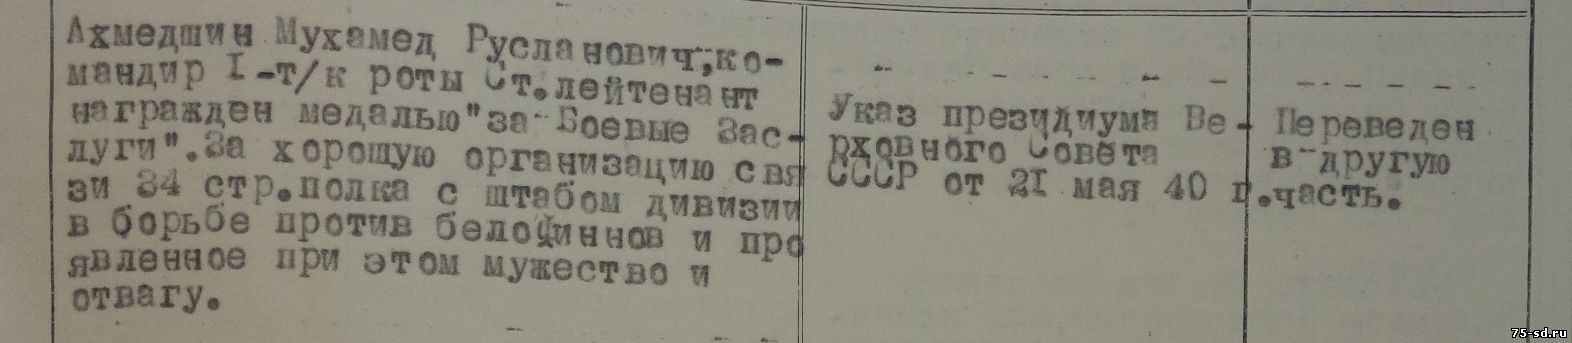 Ахмедшин Мухамед Русланович,ко-
мандир I-т/к роты Ст.лейтенант
награжден медалью"за Боевые Зас-
луги".За хорошую организацию свя
зи 34 стр.полка с штабом дивизии
в борьбе против белофиннов и про
явленное при этом мужество и
отвагу.
Указ президиума Ве-
рховного Совета
СССР от 2I мая 40 г.
Переведен
в другую
часть.
75-sd.ru